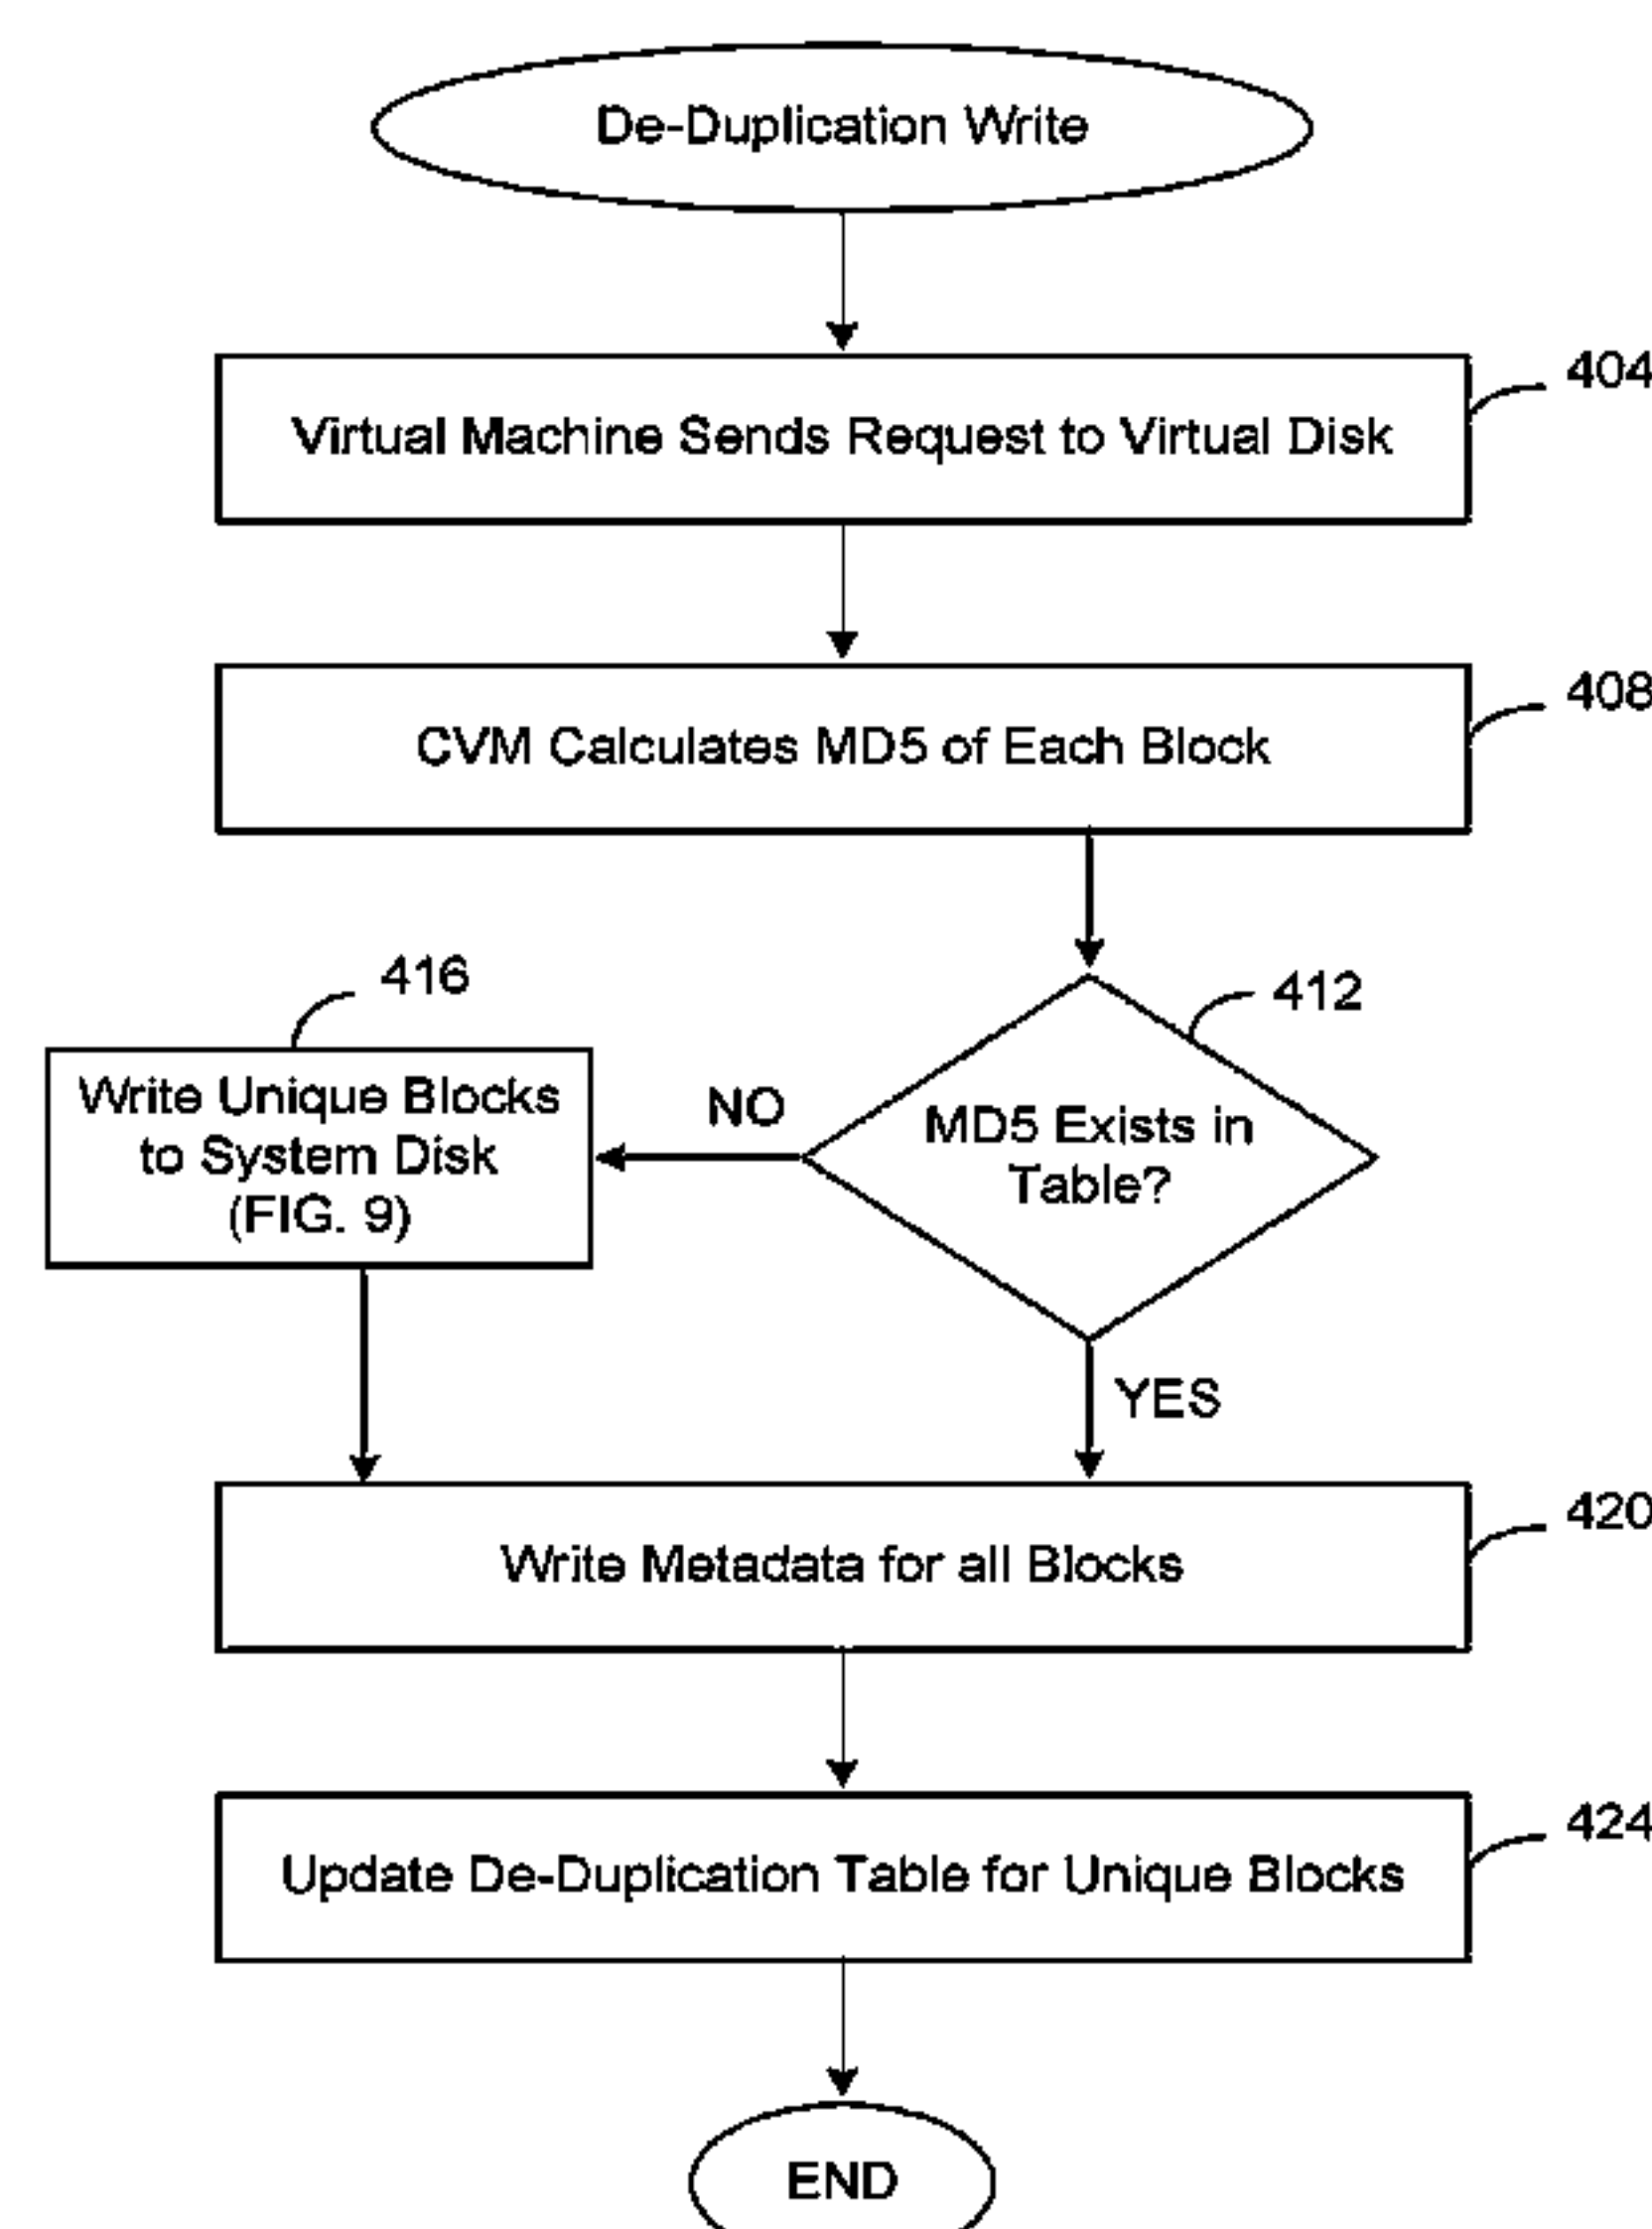 De-Duplication Write
404
Virtual Machine Sends Request to Virtual Disk
408
CVM Calculates MD5 of Each Block
416
412
Write Unique Blocks
to System Disk
(FIG. 9)
NO
MD5 Exists in
Table?
YES
420
Write Metadata for all Blocks
424
Update De-Duplication Table for Unique Blocks
END